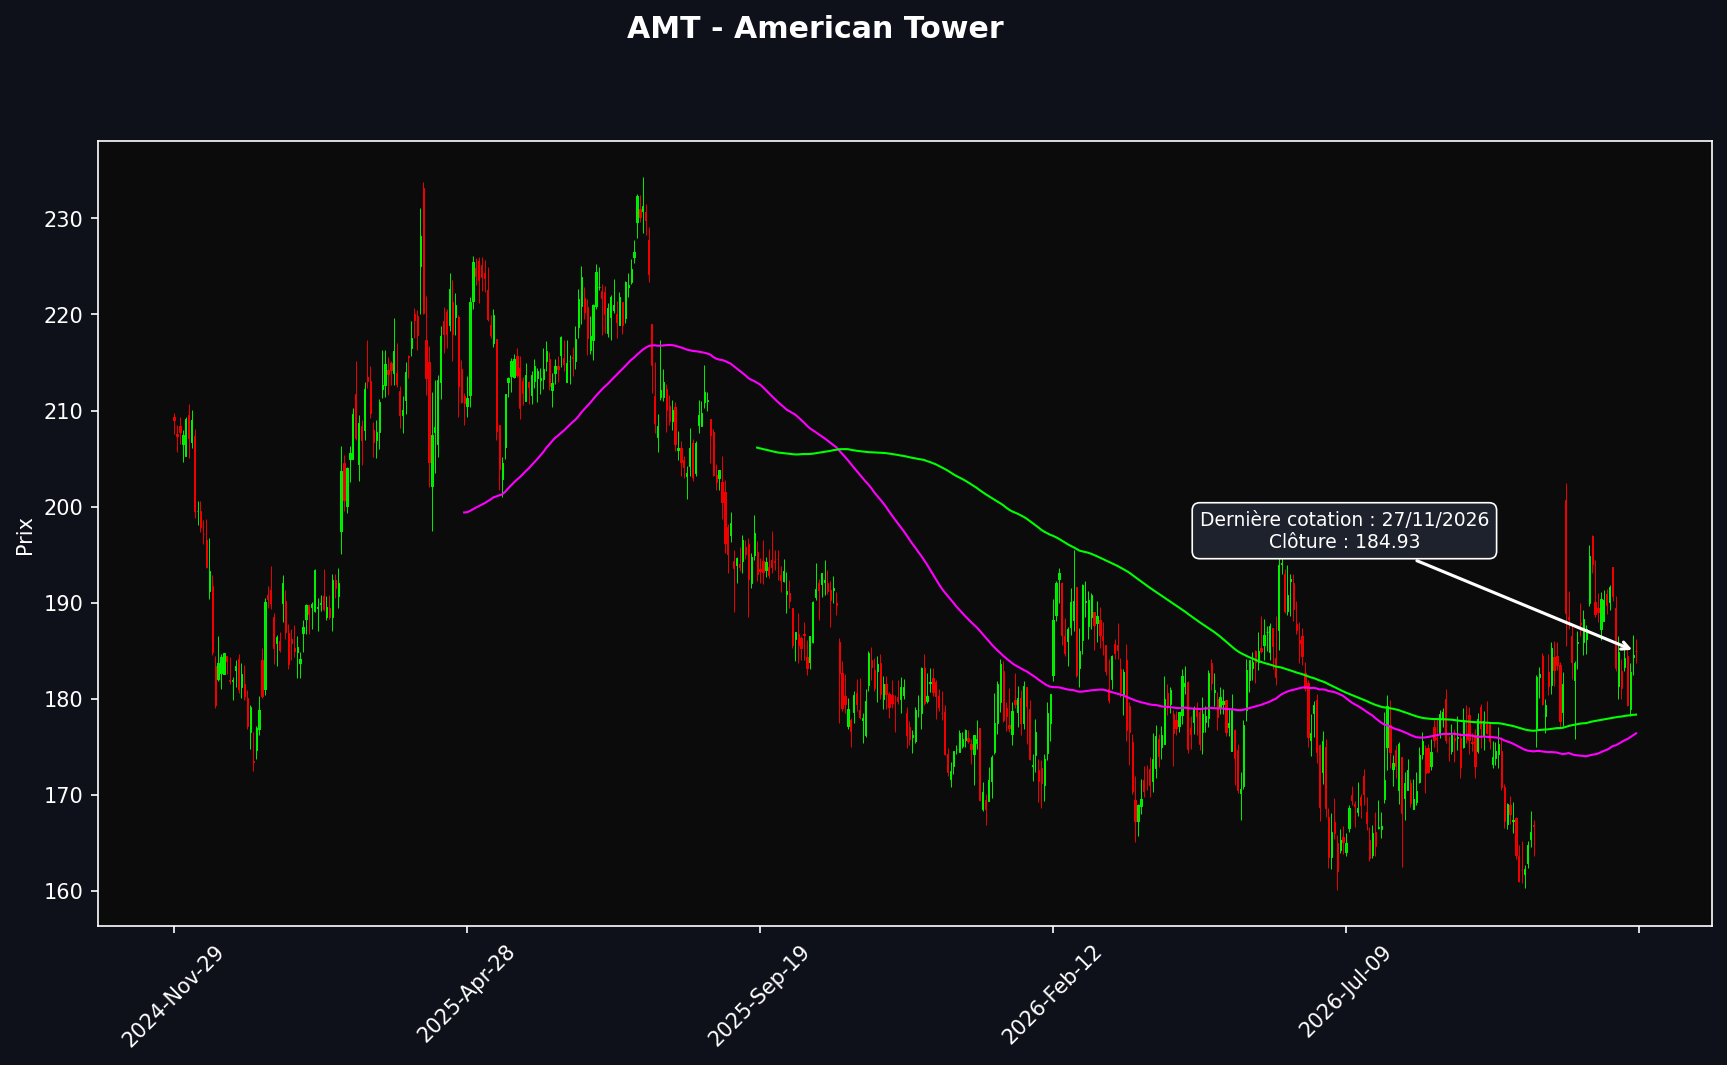 AMT - American Tower
Prix
230
220
210
200
190
180
170
160
Dernière cotation : 27/11/2026
Clôture : 184.93
2024-Nov-29
2025-Apr-28
2025-Sep-19
2026-Feb-12
2026-Jul-09